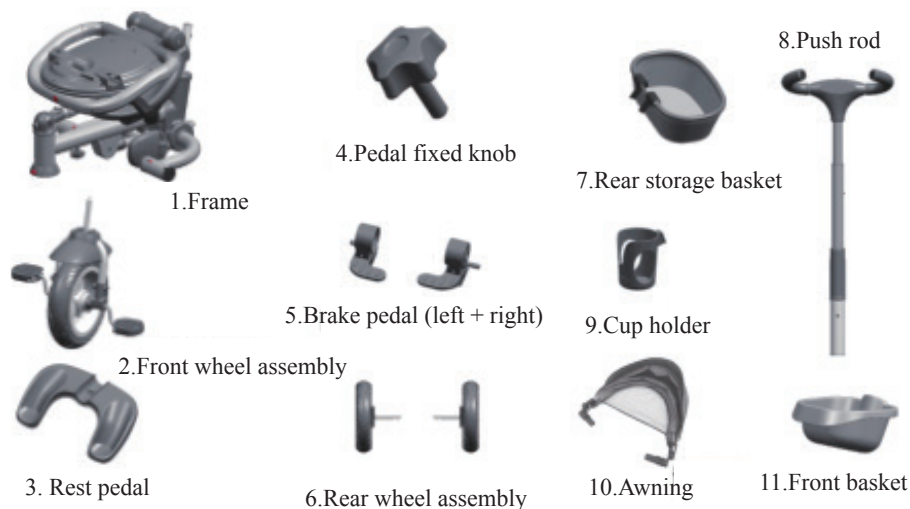 1.Frame
2.Front wheel assembly
3. Rest pedal
4.Pedal fixed knob
5.Brake pedal (left + right)
6.Rear wheel assembly
7.Rear storage basket
8.Push rod
9.Cup holder
10.Awning
11.Front basket